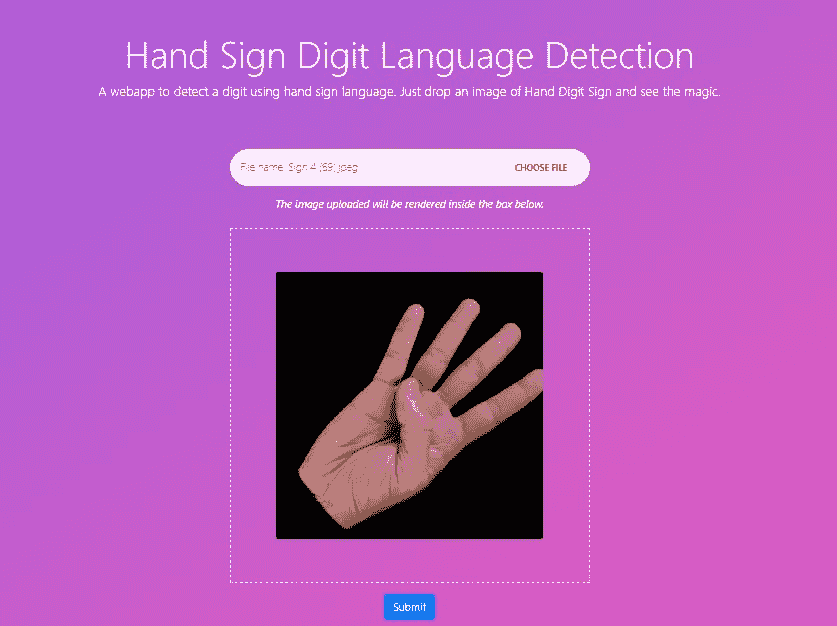 Hand Sign Digit Language Detection
A webapp to detect a digit using hand sign language. Just drop an image of Hand Digit Sign and see the magic.
File name: Sign 4 (69).jpeg CHOOSE FILE
The image uploaded will be rendered inside the box below.
Submit